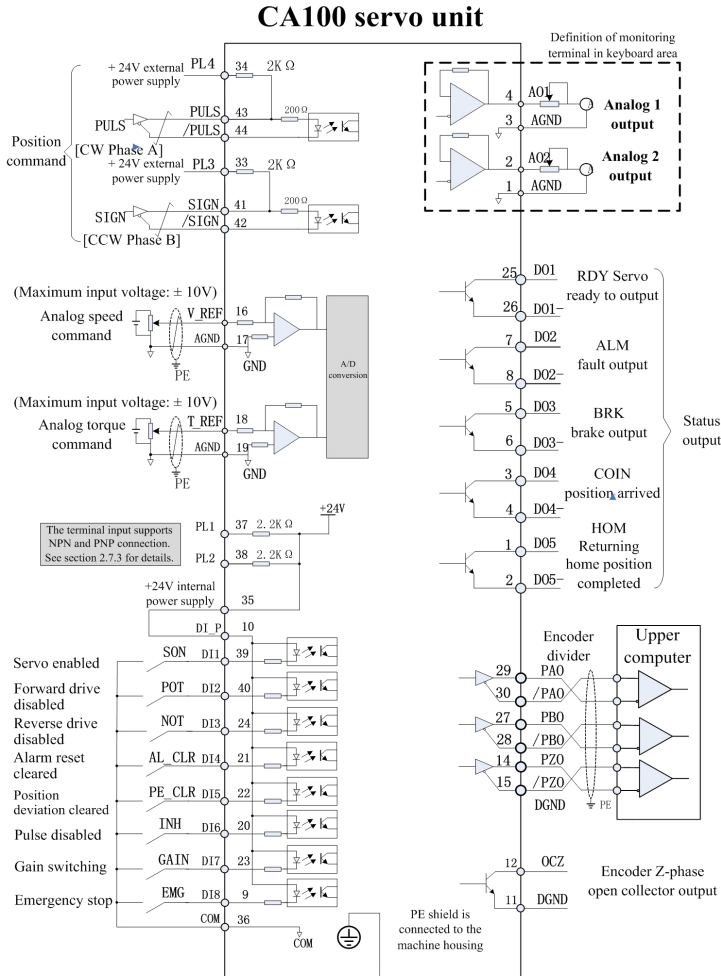 CA100 servo unit
Definition of monitoring
terminal in keyboard area
+ 24V external
power supply
PL4
34
2K Ω
PULS
43
200Ω
PULS
/PULS
44
[CW Phase A]
Position
command
+ 24V external
power supply
PL3
33
2K Ω
SIGN
41
200Ω
SIGN
/SIGN
42
[CCW Phase B]
4
AO1
Analog 1
output
3
AGND
2
AO2
Analog 2
output
1
AGND
(Maximum input voltage: ± 10V)
Analog speed
command
V_REF
16
AGND
17
GND
PE
A/D
conversion
(Maximum input voltage: ± 10V)
Analog torque
command
T_REF
18
AGND
19
GND
PE
25
DO1
RDY Servo
ready to output
26
DO1-
7
DO2
ALM
fault output
8
DO2-
5
DO3
BRK
brake output
6
DO3-
3
DO4
COIN
position arrived
4
DO4-
1
DO5
HOM
Returning
home position
completed
2
DO5-
Status
output
The terminal input supports
NPN and PNP connection.
See section 2.7.3 for details.
+24V
PL1
37
2.2K Ω
PL2
38
2.2K Ω
+24V internal
power supply
35
DI_P
10
Servo enabled
SON
DI1
39
Forward drive
disabled
POT
DI2
40
Reverse drive
disabled
NOT
DI3
24
Alarm reset
cleared
AL_CLR
DI4
21
Position
deviation cleared
PE_CLR
DI5
22
Pulse disabled
INH
DI6
20
Gain switching
GAIN
DI7
23
Emergency stop
EMG
DI8
9
COM
36
COM
Encoder
divider
Upper
computer
29
PAO
30
/PAO
27
PBO
28
/PBO
14
PZO
15
/PZO
DGND
PE
12
OCZ
Encoder Z-phase
open collector output
11
DGND
PE shield is
connected to the
machine housing